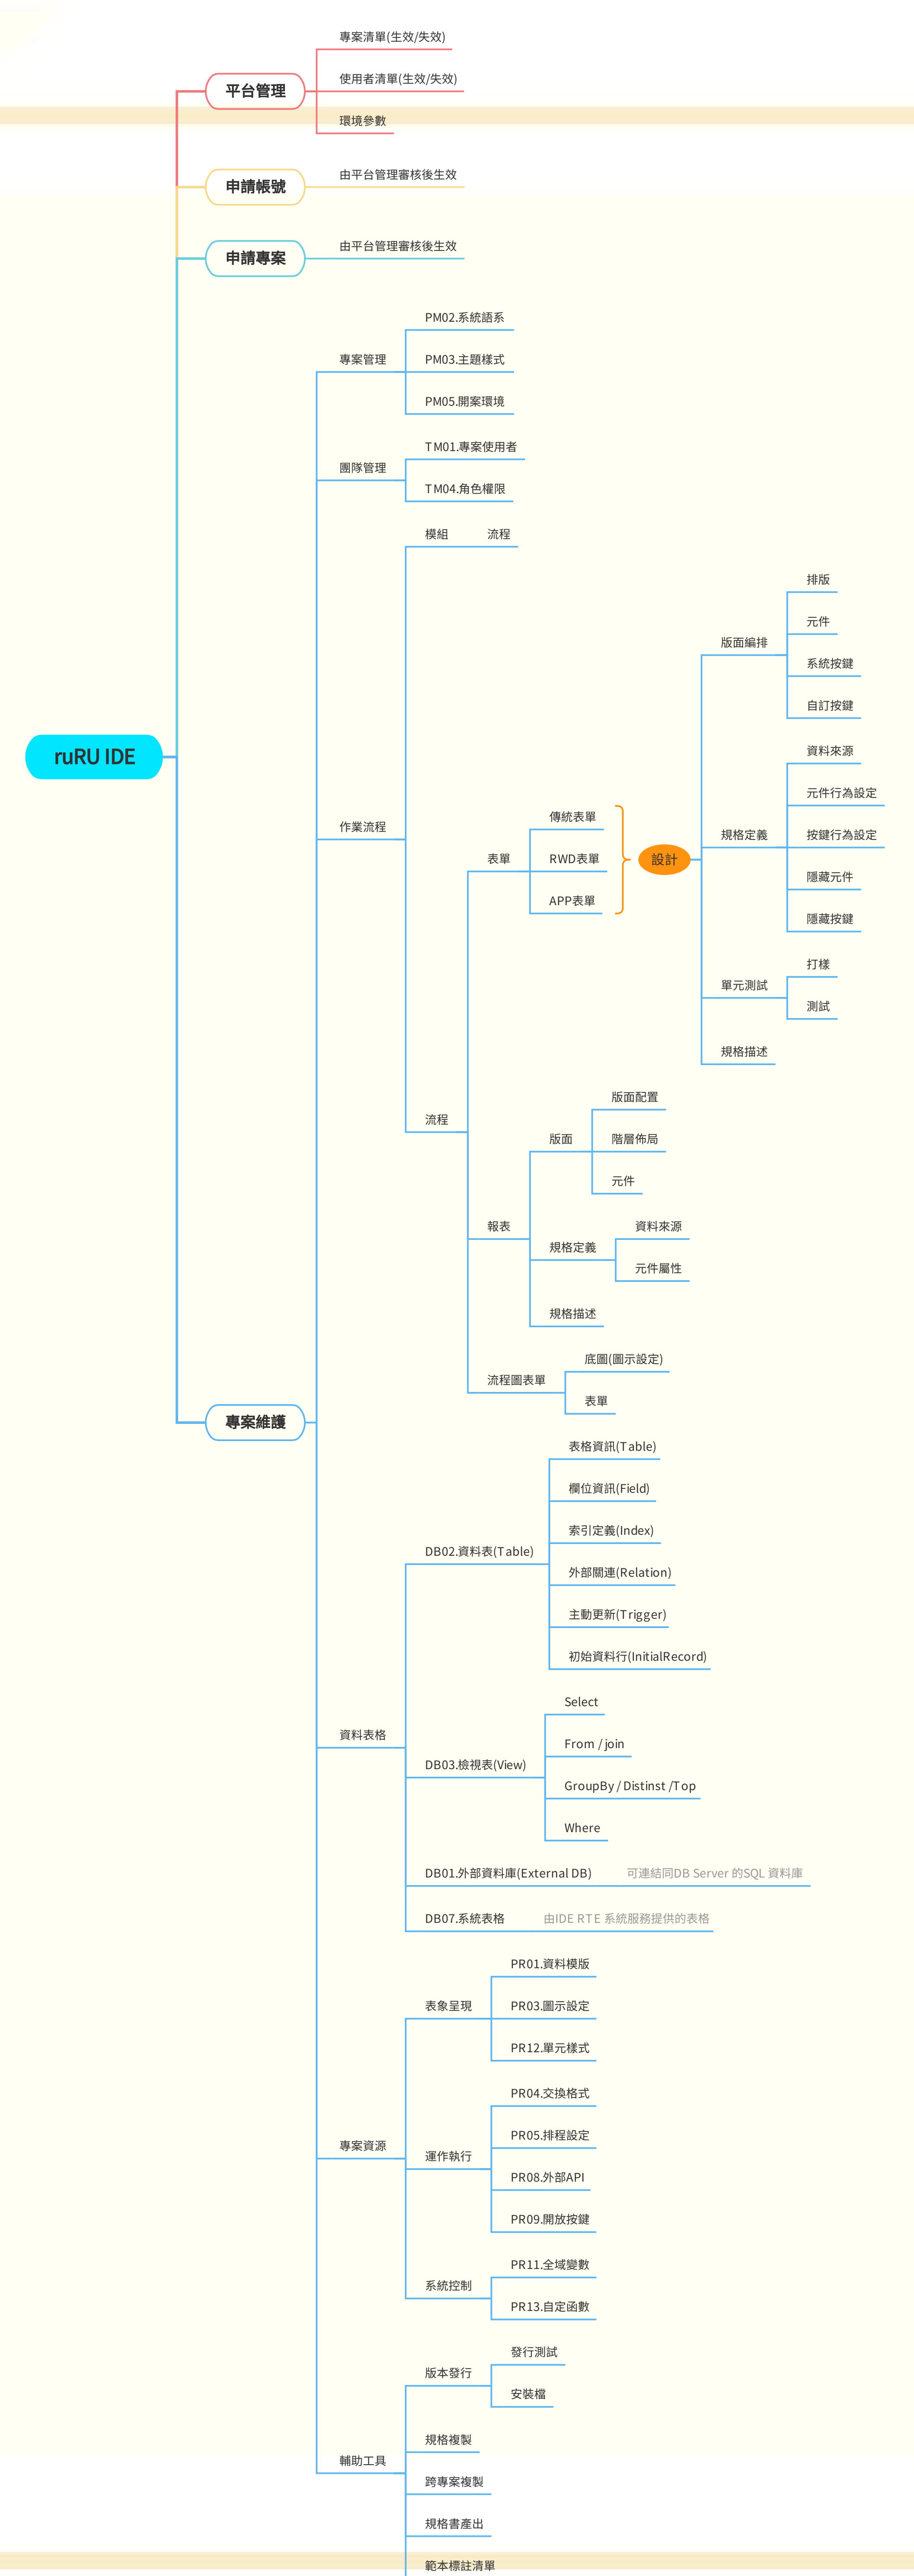 專案清單(生效/失效)
使用者清單(生效/失效)
環境參數
平台管理
由平台管理審核後生效
申請帳號
由平台管理審核後生效
申請專案
PM02.系統語系
PM03.主題樣式
PM05.開案環境
專案管理
TM01.專案使用者
TM04.角色權限
團隊管理
模組
流程
排版
元件
系統按鍵
自訂按鍵
版面編排
資料來源
元件行為設定
按鍵行為設定
隱藏元件
隱藏按鍵
規格定義
打樣
測試
單元測試
規格描述
設計
傳統表單
RWD表單
APP表單
表單
ruRU IDE
作業流程
流程
版面配置
階層佈局
元件
版面
報表
資料來源
元件屬性
規格定義
規格描述
底圖(圖示設定)
表單
流程圖表單
專案維護
表格資訊(Table)
欄位資訊(Field)
索引定義(Index)
外部關連(Relation)
主動更新(Trigger)
初始資料行(InitialRecord)
DB02.資料表(Table)
資料表格
Select
From / join
GroupBy / Distinst /Top
Where
DB03.檢視表(View)
DB01.外部資料庫(External DB)
可連結同DB Server 的SQL 資料庫
DB07.系統表格
由IDE RTE 系統服務提供的表格
PR01.資料模版
PR03.圖示設定
PR12.單元樣式
表象呈現
PR04.交換格式
PR05.排程設定
PR08.外部API
PR09.開放按鍵
運作執行
專案資源
PR11.全域變數
PR13.自定函數
系統控制
發行測試
安裝檔
版本發行
規格複製
輔助工具
跨專案複製
規格書產出
範本標註清單